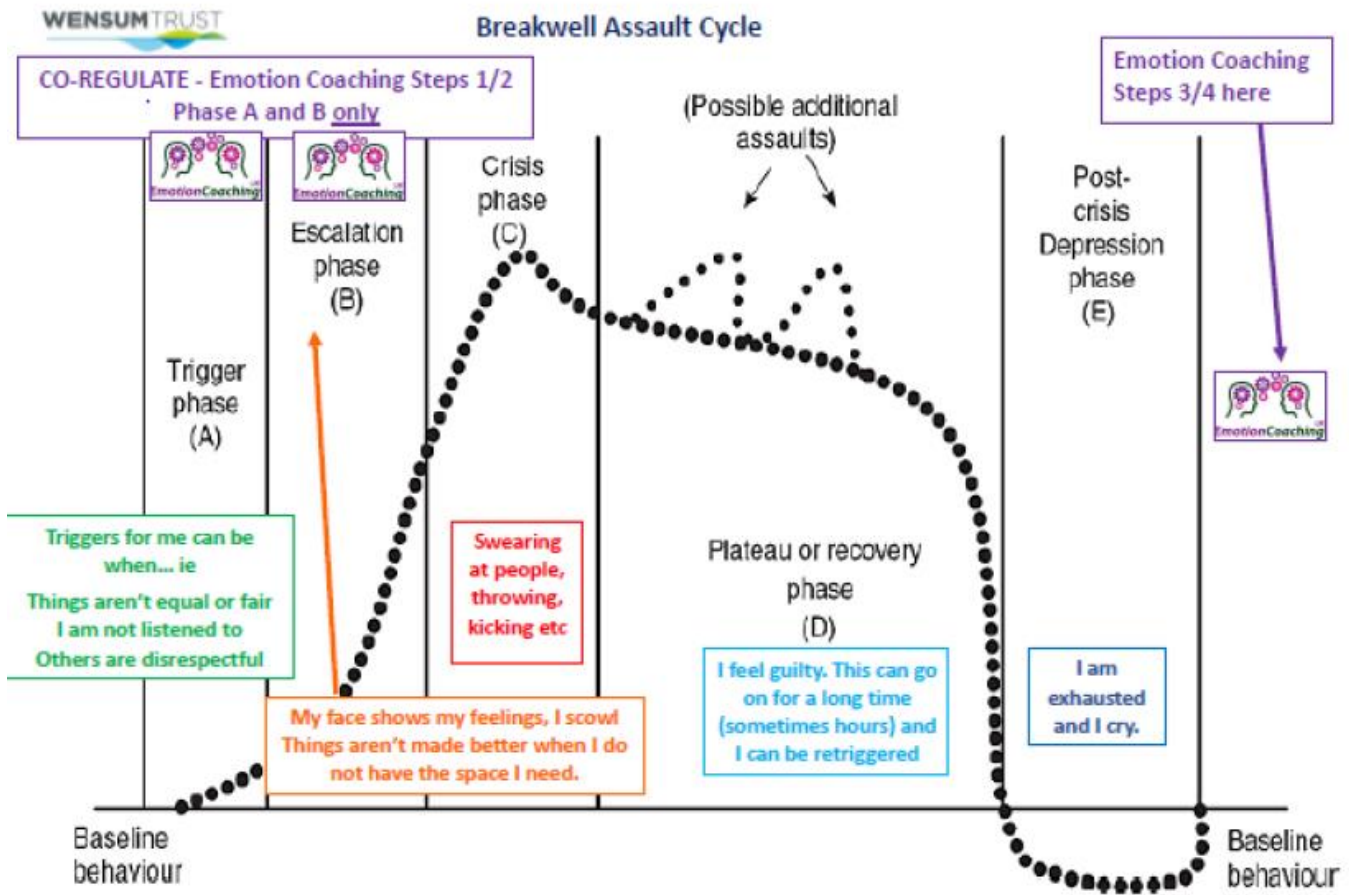 WENSUMTRUST
Breakwell Assault Cycle
CO-REGULATE - Emotion Coaching Steps 1/2
Phase A and B only
Emotion Coaching
Steps 3/4 here
EmotionCoaching UK
EmotionCoaching UK
(Possible additional
assaults)
Crisis
phase
(C)
Post-
crisis
Depression
phase
(E)
Escalation
phase
(B)
Trigger
phase
(A)
EmotionCoaching UK
Triggers for me can be
when... ie
Things aren't equal or fair
I am not listened to
Others are disrespectful
Swearing
at people,
throwing,
kicking etc
Plateau or recovery
phase
(D)
I feel guilty. This can go
on for a long time
(sometimes hours) and
I can be retriggered
I am
exhausted
and I cry.
My face shows my feelings, I scowl
Things aren't made better when I do
not have the space I need.
Baseline
behaviour
Baseline
behaviour